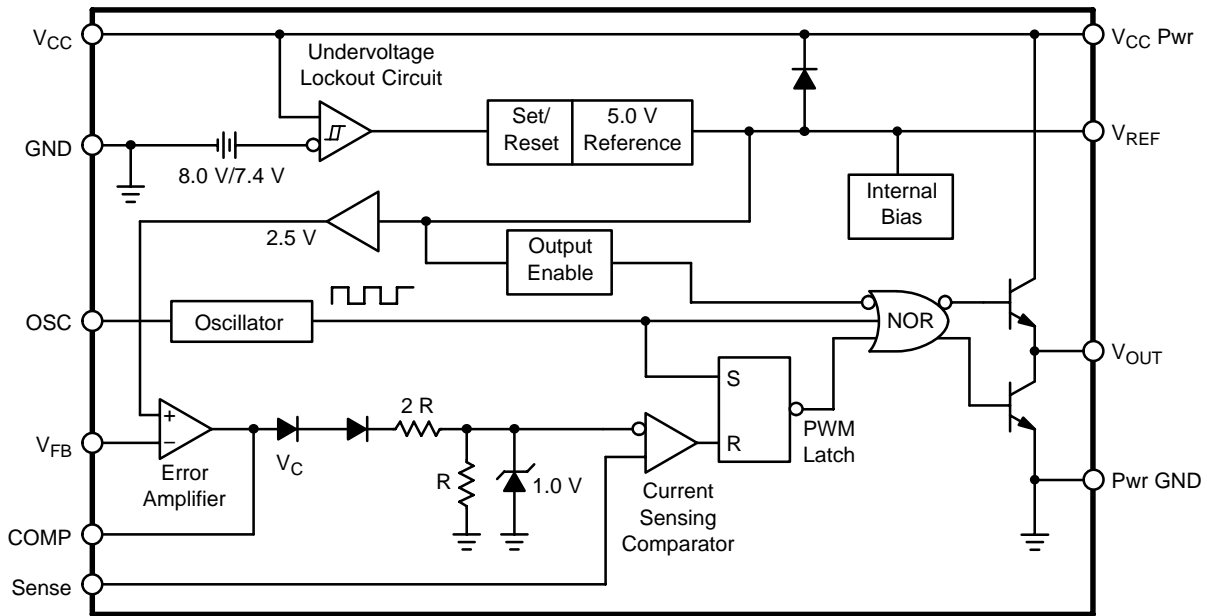 V_CC
Undervoltage
Lockout Circuit
V_CC Pwr
GND
8.0 V/7.4 V
Set/
Reset
5.0 V
Reference
V_REF
Internal
Bias
2.5 V
Output
Enable
OSC
Oscillator
NOR
V_OUT
S
R
PWM
Latch
V_FB
+
−
Error
Amplifier
V_C
2 R
R
1.0 V
Current
Sensing
Comparator
Pwr GND
COMP
Sense